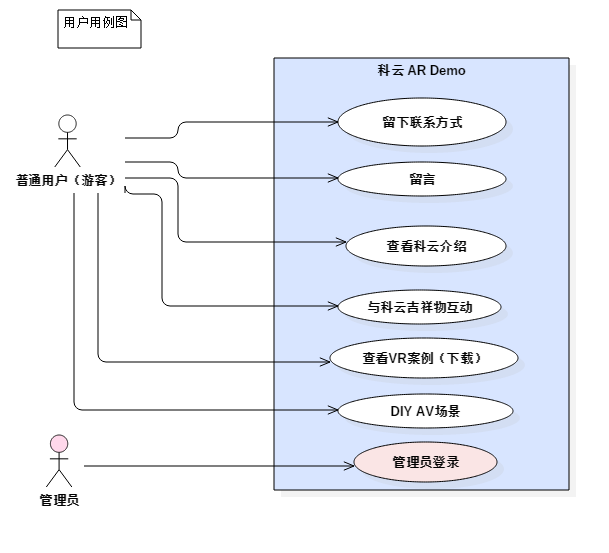 用户用例图
科云 AR Demo
留下联系方式
普通用户（游客）
留言
查看科云介绍
与科云吉祥物互动
查看VR案例（下载）
DIY AV场景
管理员登录
管理员